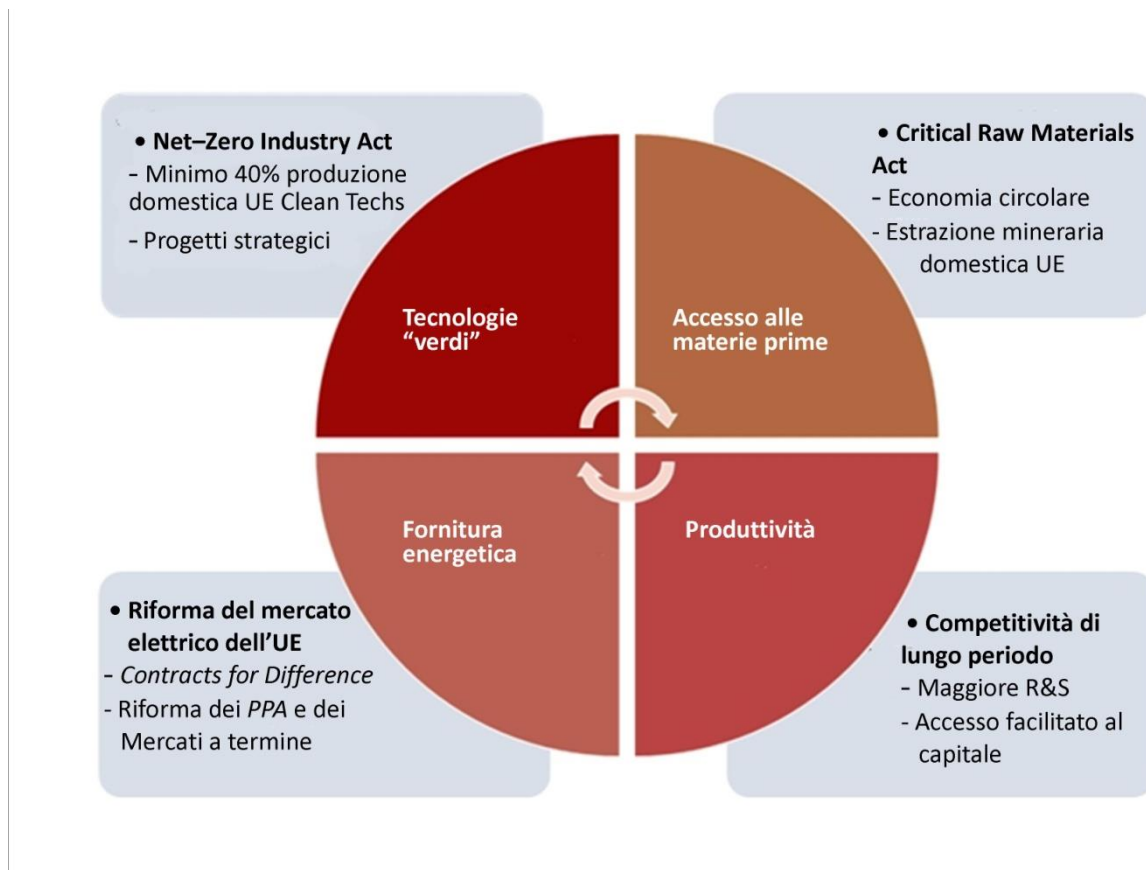 • Net–Zero Industry Act
- Minimo 40% produzione
domestica UE Clean Techs
- Progetti strategici
• Critical Raw Materials
Act
- Economia circolare
- Estrazione mineraria
domestica UE
Tecnologie
“verdi”
Accesso alle
materie prime
Fornitura
energetica
Produttività
• Riforma del mercato
elettrico dell’UE
- Contracts for Difference
- Riforma dei PPA e dei
Mercati a termine
• Competitività di
lungo periodo
- Maggiore R&S
- Accesso facilitato al
capitale